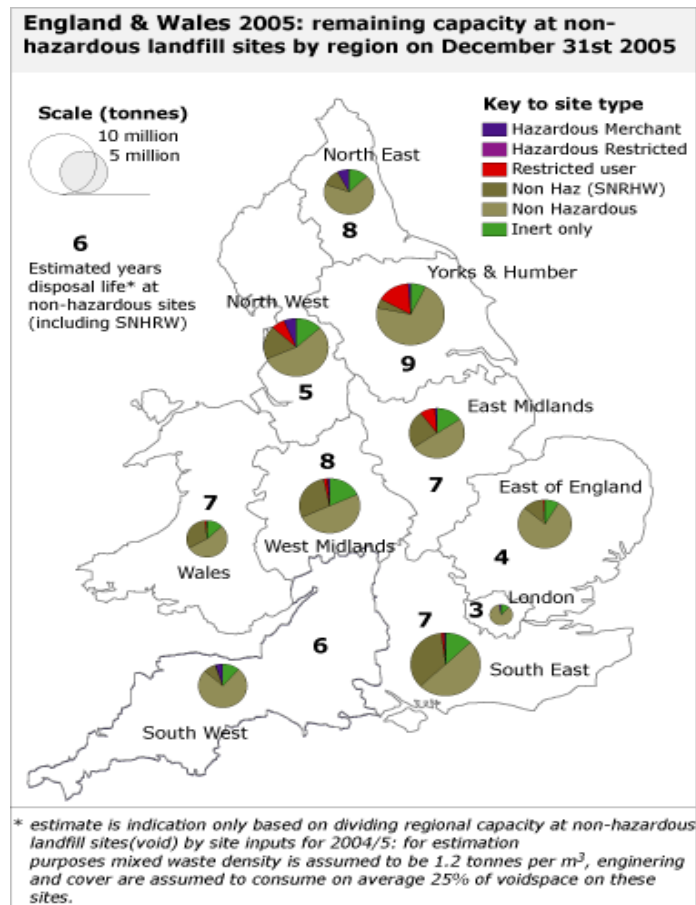 England & Wales 2005: remaining capacity at non-
hazardous landfill sites by region on December 31st 2005
Scale (tonnes)
10 million
5 million
6
Estimated years
disposal life* at
non-hazardous sites
(including SNHRW)
Key to site type
Hazardous Merchant
Hazardous Restricted
Restricted user
Non Haz (SNRHW)
Non Hazardous
Inert only
North East
8
Yorks & Humber
9
North West
5
East Midlands
7
8
West Midlands
East of England
4
7
Wales
London
3
7
South East
6
South West
* estimate is indication only based on dividing regional capacity at non-hazardous
landfill sites(void) by site inputs for 2004/5: for estimation
purposes mixed waste density is assumed to be 1.2 tonnes per m³, enginering
and cover are assumed to consume on average 25% of voidspace on these
sites.